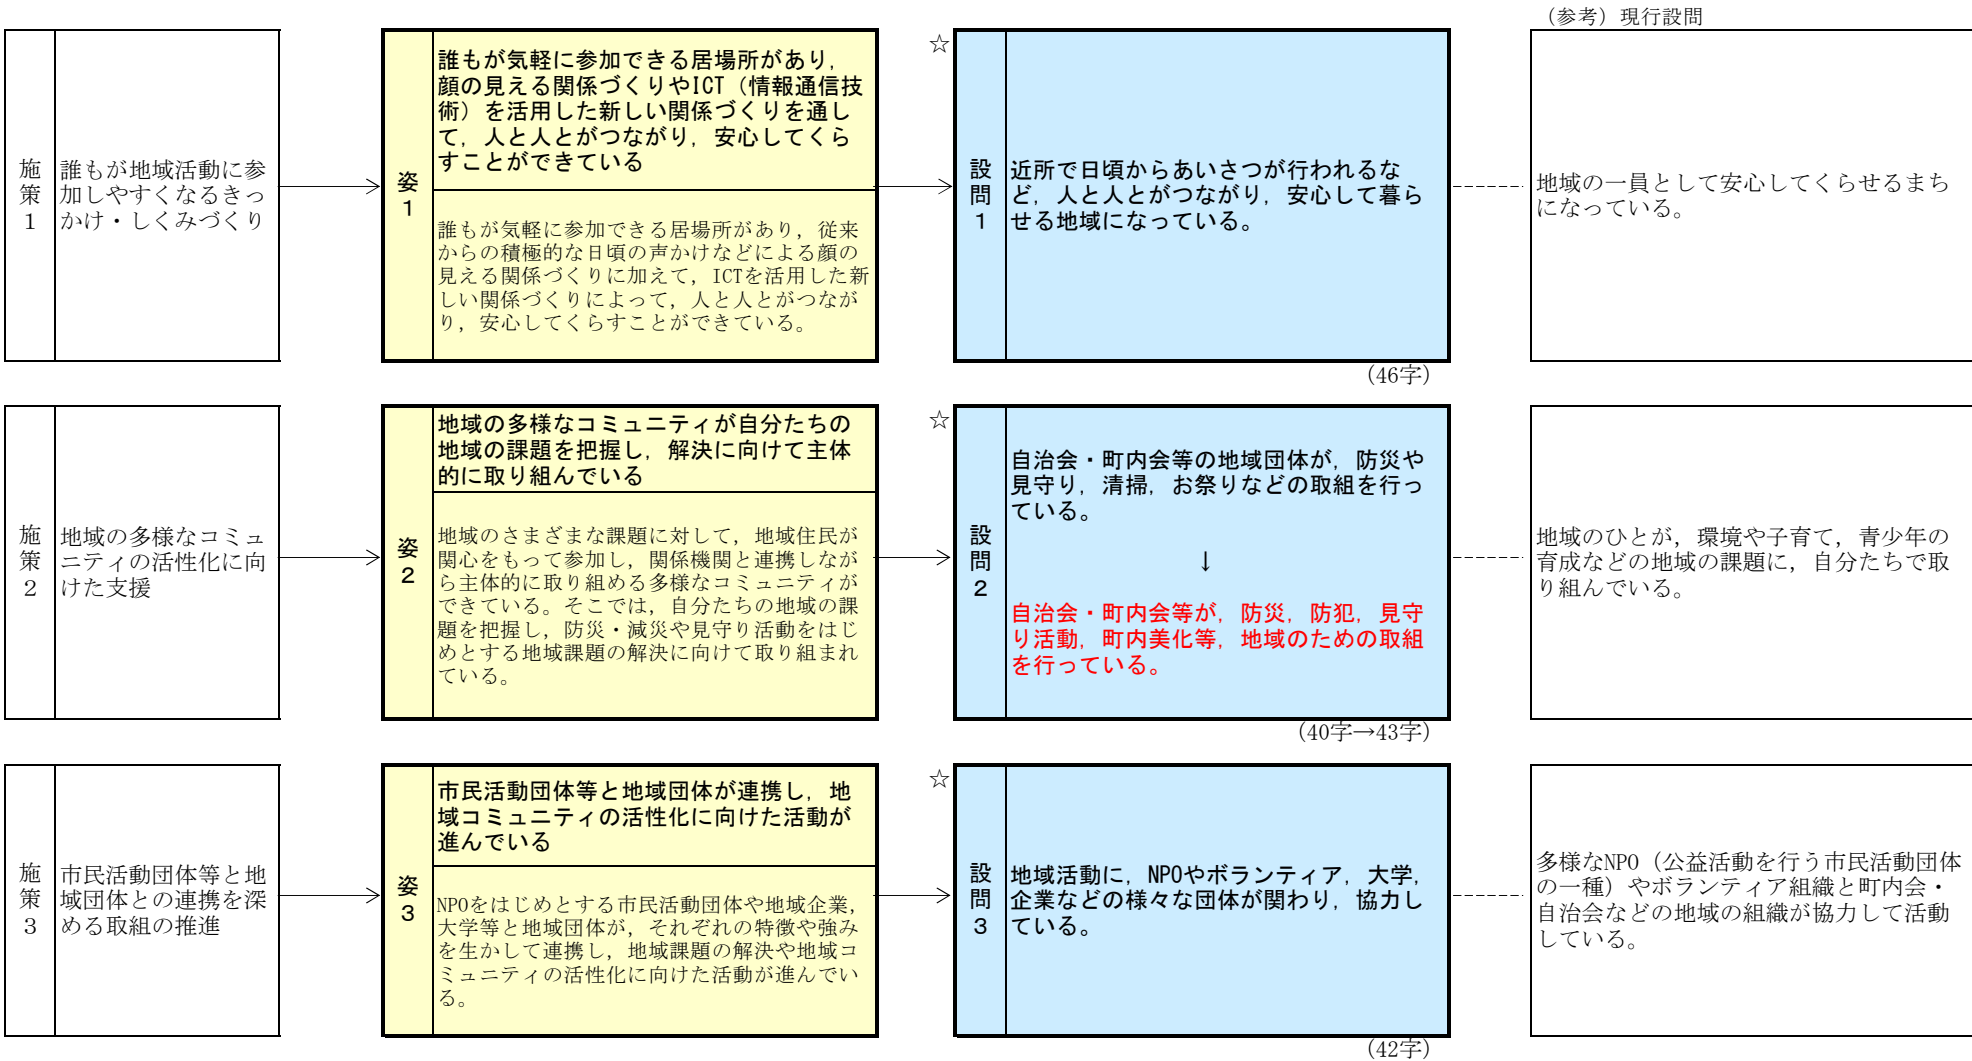 (参考) 現行設問
施策1
誰もが地域活動に参
加しやすくなるきっ
かけ・しくみづくり
姿1
誰もが気軽に参加できる居場所があり,
顔の見える関係づくりやICT（情報通信技
術）を活用した新しい関係づくりを通し
て, 人と人とがつながり, 安心してくら
すことができている
誰もが気軽に参加できる居場所があり, 従来
からの積極的な日頃の声かけなどによる顔の
見える関係づくりに加えて, ICTを活用した新
しい関係づくりによって, 人と人とがつなが
り, 安心してくらすことができている。
☆
設問1
近所で日頃からあいさつが行われるな
ど, 人と人とがつながり, 安心して暮ら
せる地域になっている。
(46字)
地域の一員として安心してくらせるまち
になっている。
施策2
地域の多様なコミュ
ニティの活性化に向
けた支援
姿2
地域の多様なコミュニティが自分たちの
地域の課題を把握し, 解決に向けて主体
的に取り組んでいる
地域のさまざまな課題に対して, 地域住民が
関心をもって参加し, 関係機関と連携しなが
ら主体的に取り組める多様なコミュニティが
できている。そこでは, 自分たちの地域の課
題を把握し, 防災・減災や見守り活動をはじ
めとする地域課題の解決に向けて取り組まれ
ている。
☆
設問2
自治会・町内会等の地域団体が, 防災や
見守り, 清掃, お祭りなどの取組を行っ
ている。
↓
自治会・町内会等が, 防災, 防犯, 見守
り活動, 町内美化等, 地域のための取組
を行っている。
(40字→43字)
地域のひとが, 環境や子育て, 青少年の
育成などの地域の課題に, 自分たちで取
り組んでいる。
施策3
市民活動団体等と地
域団体との連携を深
める取組の推進
姿3
市民活動団体等と地域団体が連携し, 地
域コミュニティの活性化に向けた活動が
進んでいる
NPOをはじめとする市民活動団体や地域企業,
大学等と地域団体が, それぞれの特徴や強み
を生かして連携し, 地域課題の解決や地域コ
ミュニティの活性化に向けた活動が進んでい
る。
☆
設問3
地域活動に, NPOやボランティア, 大学,
企業などの様々な団体が関わり, 協力し
ている。
(42字)
多様なNPO（公益活動を行う市民活動団体
の一種）やボランティア組織と町内会・
自治会などの地域の組織が協力して活動
している。